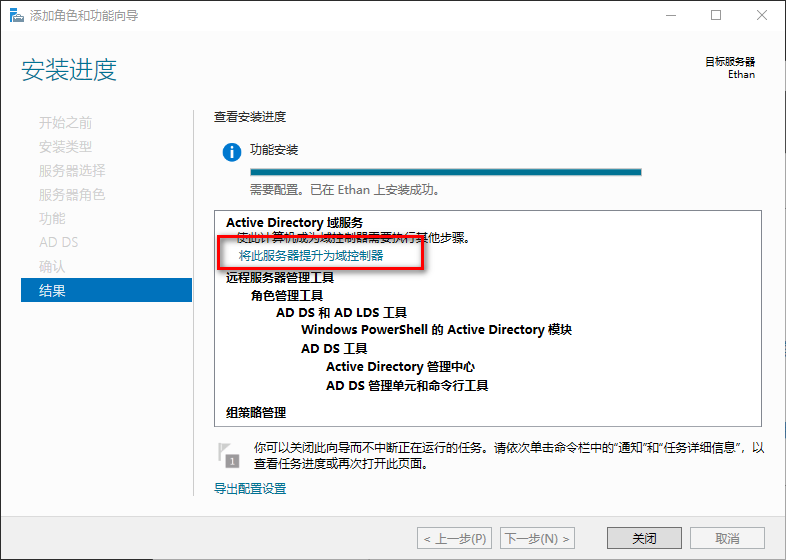 添加角色和功能向导
安装进度
目标服务器
Ethan
开始之前
安装类型
服务器选择
服务器角色
功能
AD DS
确认
结果
查看安装进度
功能安装
需要配置。已在 Ethan 上安装成功。
Active Directory 域服务
使此计算机成为域控制器需要执行其他步骤。
将此服务器提升为域控制器
远程服务器管理工具
角色管理工具
AD DS 和 AD LDS 工具
Windows PowerShell 的 Active Directory 模块
AD DS 工具
Active Directory 管理中心
AD DS 管理单元和命令行工具
组策略管理
1
你可以关闭此向导而不中断正在运行的任务。请依次单击命令栏中的“通知”和“任务详细信息”，以
查看任务进度或再次打开此页面。
导出配置设置
< 上一步(P)
下一步(N) >
关闭
取消